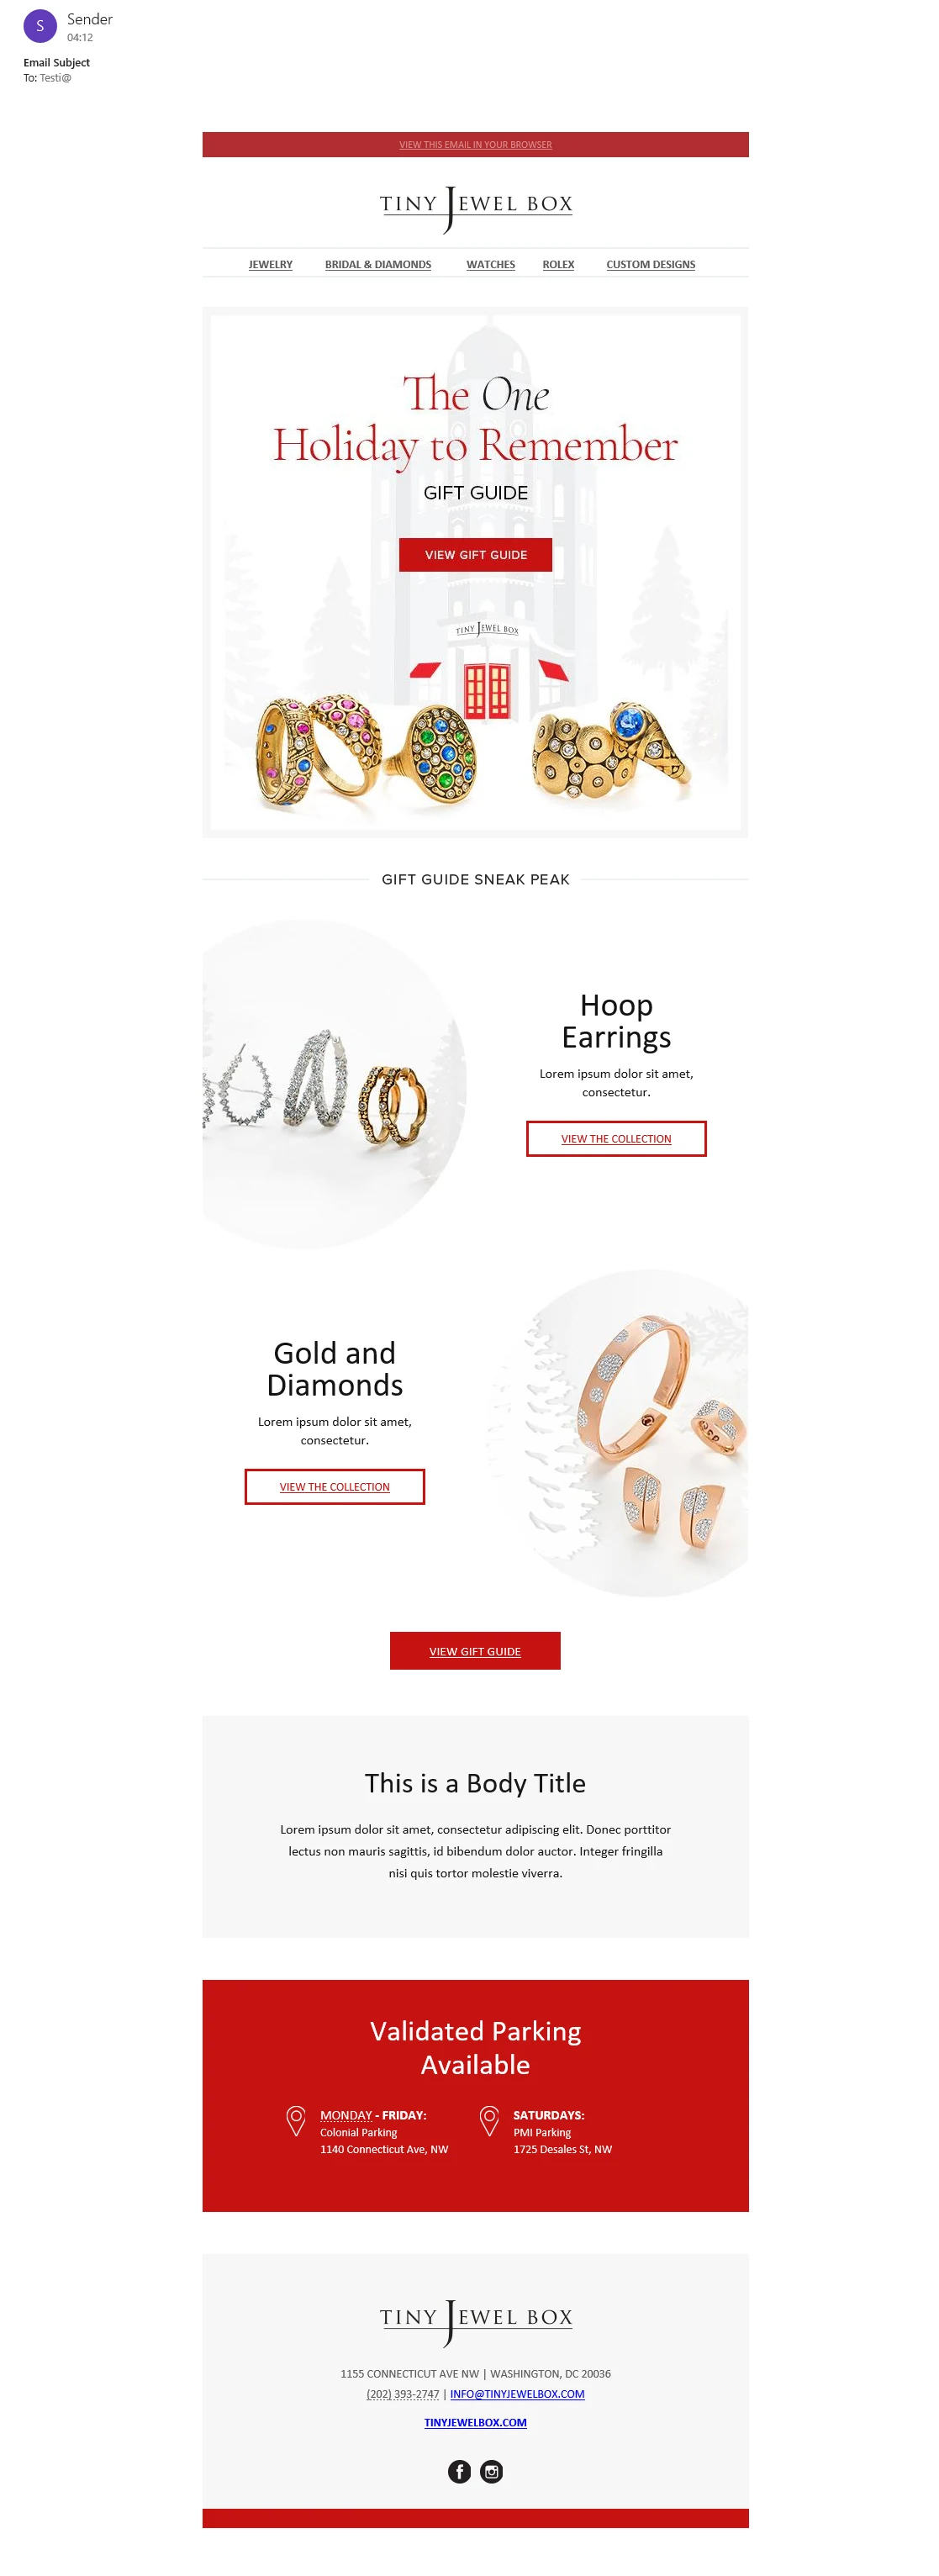 S
Sender
04:12
Email Subject
To: Testi@
VIEW THIS EMAIL IN YOUR BROWSER
TINY JEWEL BOX
JEWELRY BRIDAL & DIAMONDS WATCHES ROLEX CUSTOM DESIGNS
The One
Holiday to Remember
GIFT GUIDE
VIEW GIFT GUIDE
TINY JEWEL BOX
GIFT GUIDE SNEAK PEAK
Hoop
Earrings
Lorem ipsum dolor sit amet,
consectetur.
VIEW THE COLLECTION
Gold and
Diamonds
Lorem ipsum dolor sit amet,
consectetur.
VIEW THE COLLECTION
VIEW GIFT GUIDE
This is a Body Title
Lorem ipsum dolor sit amet, consectetur adipiscing elit. Donec porttitor
lectus non mauris sagittis, id bibendum dolor auctor. Integer fringilla
nisi quis tortor molestie viverra.
Validated Parking
Available
MONDAY - FRIDAY:
Colonial Parking
1140 Connecticut Ave, NW
SATURDAYS:
PMI Parking
1725 Desales St, NW
TINY JEWEL BOX
1155 CONNECTICUT AVE NW | WASHINGTON, DC 20036
(202) 393-2747 | INFO@TINYJEWELBOX.COM
TINYJEWELBOX.COM